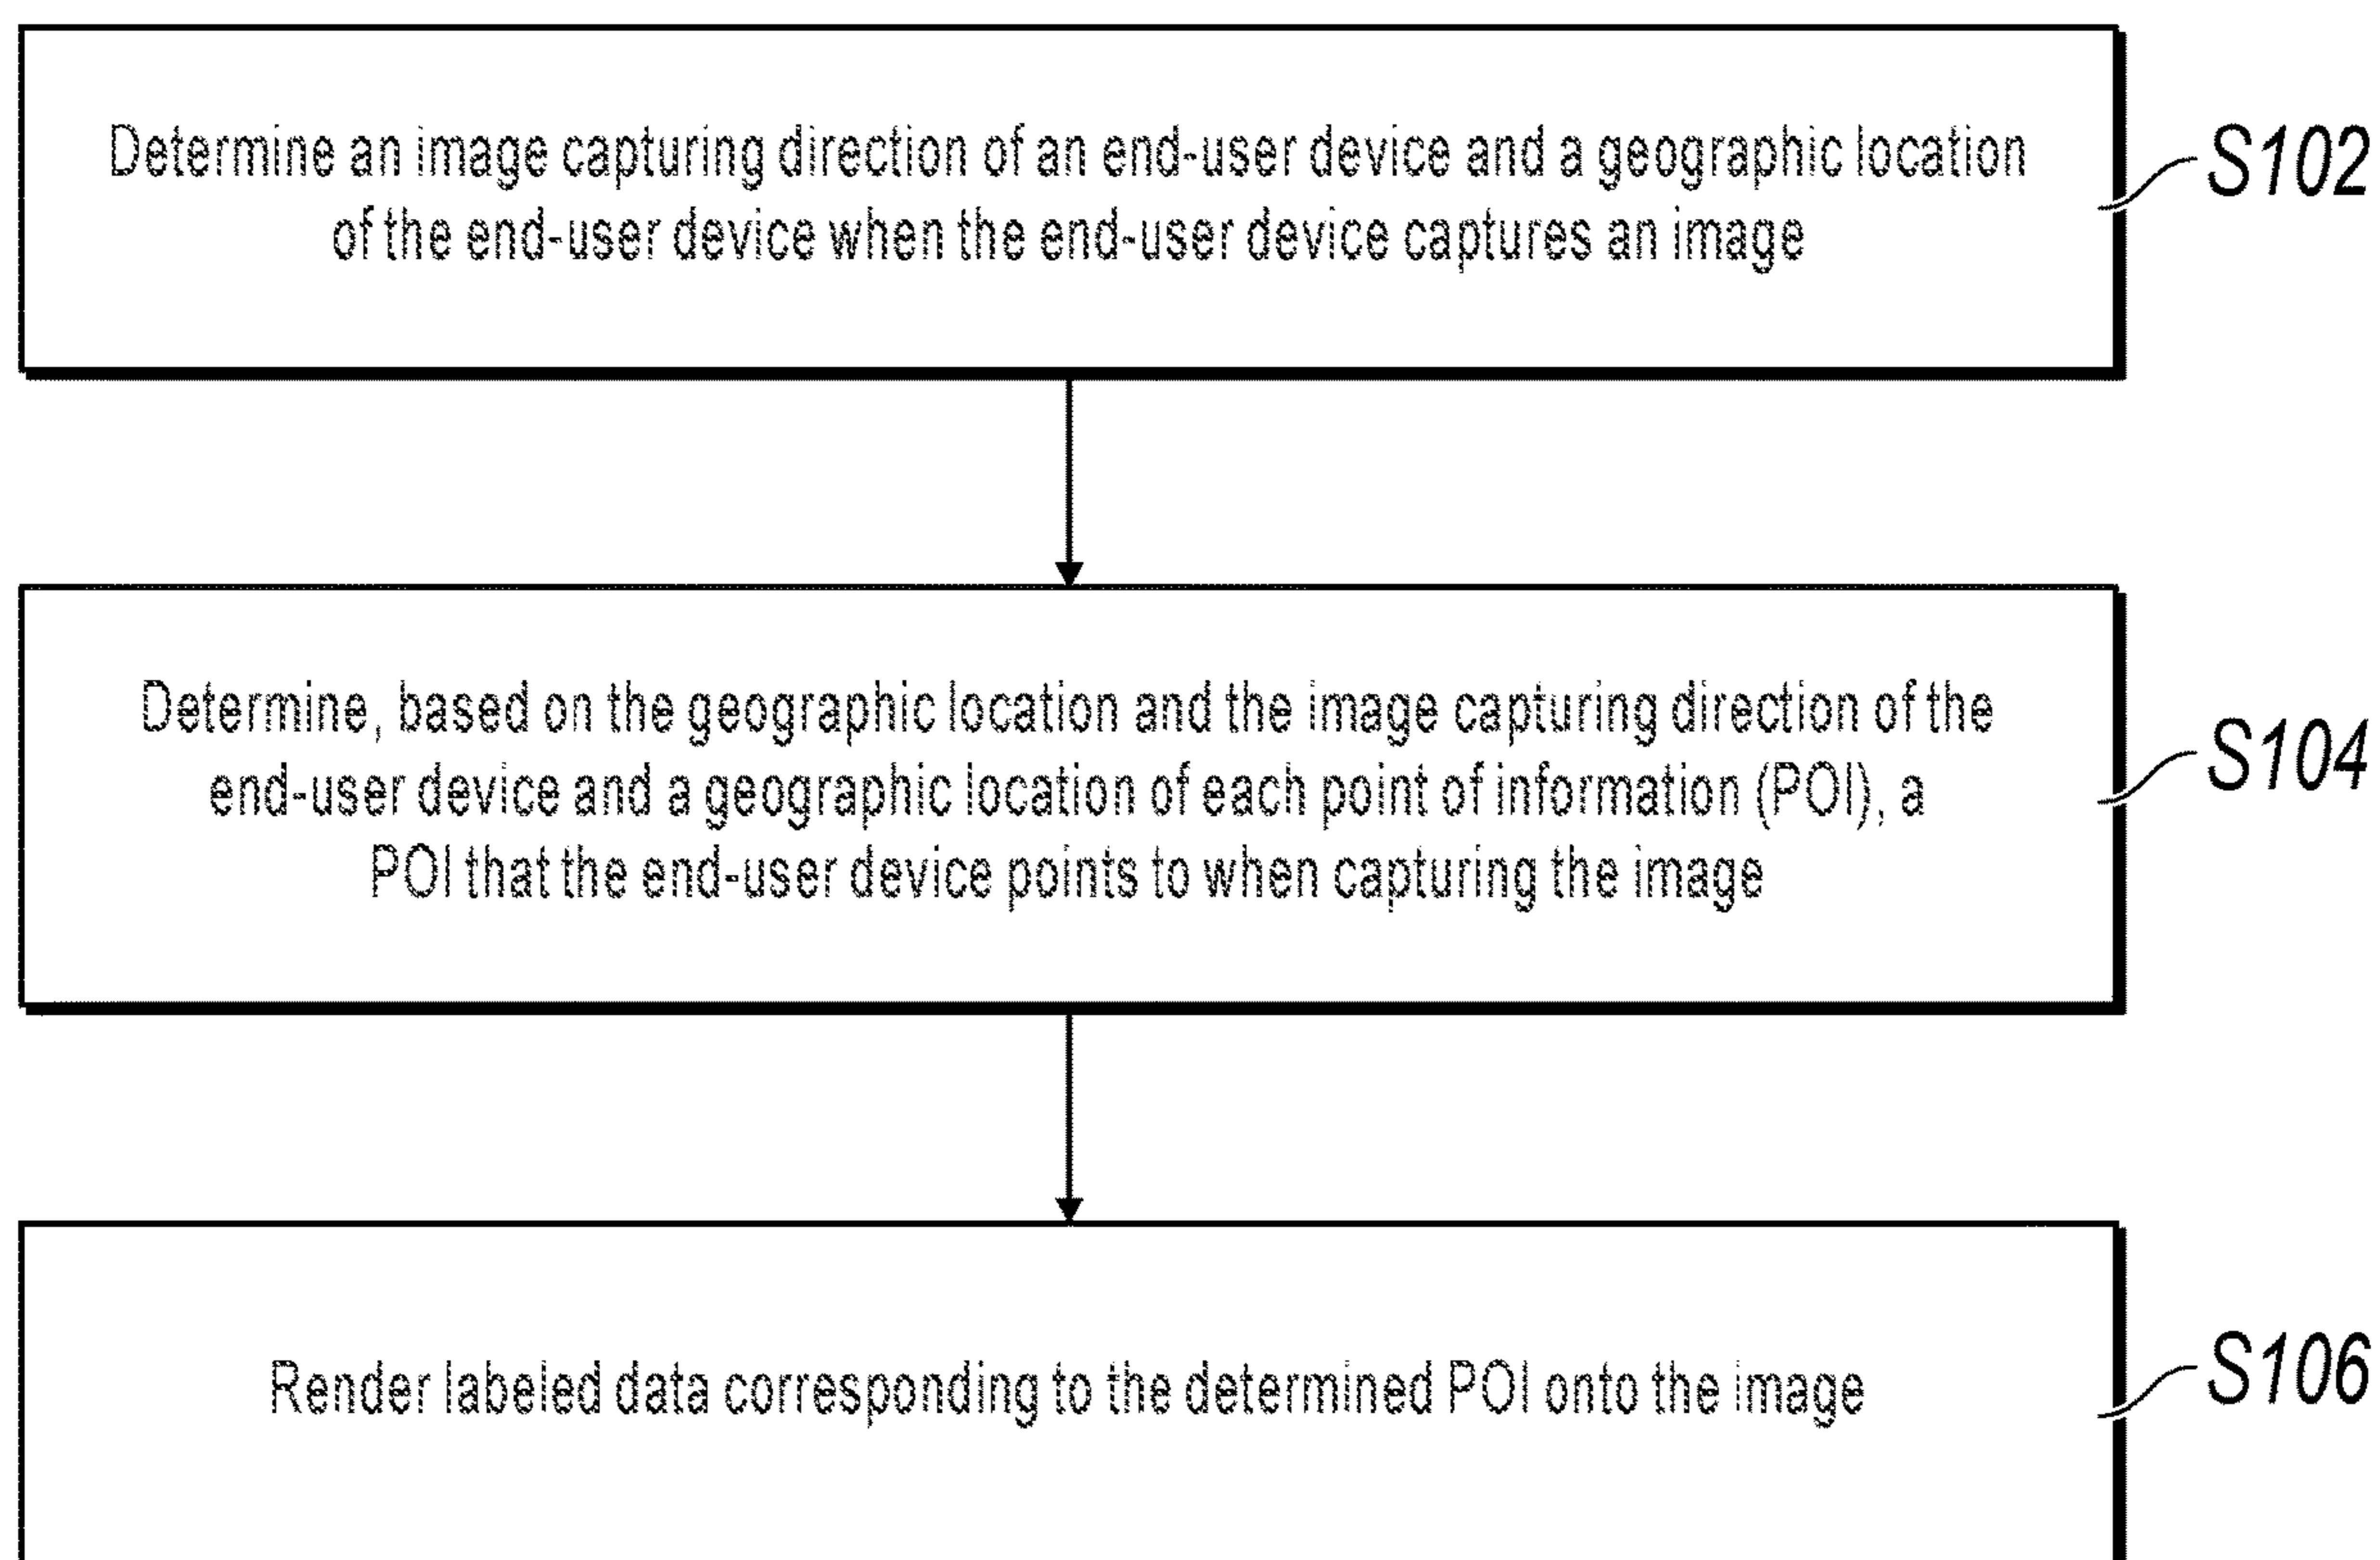 Determine an image capturing direction of an end-user device and a geographic location
of the end-user device when the end-user device captures an image
S102
Determine, based on the geographic location and the image capturing direction of the
end-user device and a geographic location of each point of information (POI), a
POI that the end-user device points to when capturing the image
S104
Render labeled data corresponding to the determined POI onto the image
S106